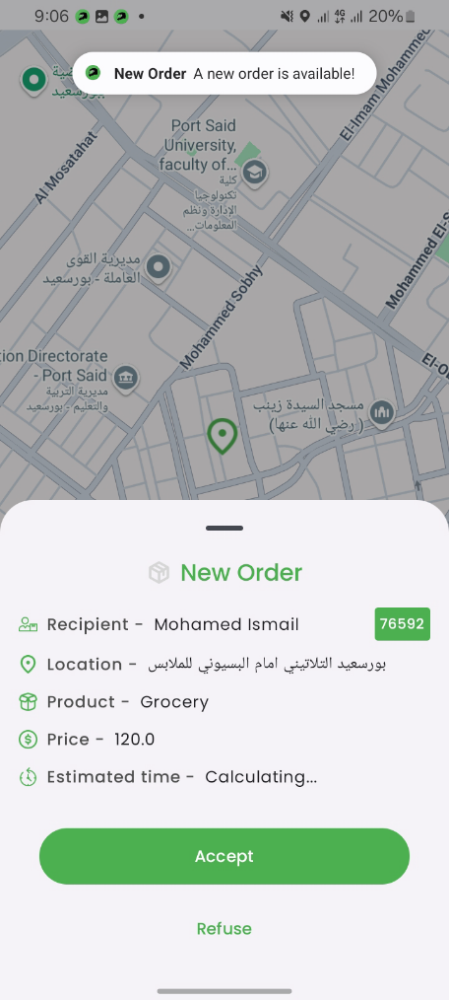 9:06
4G
20%
New Order A new order is available!
بورسعيد
Port Said
University,
faculty of...
كلية
تكنولوجيا
الإدارة ونظم
المعلومات...
El-Imam Mohammed
Al Mosatahat
مديرية القوى
العاملة - بورسعيد
Mohammed Sobhy
Mohammed El-S
tion Directorate
- Port Said
مديرية التربية
والتعليم - بورسعيد
مسجد السيدة زينب
(رضي الله عنها)
New Order
Recipient - Mohamed Ismail
76592
Location - بورسعيد التلاتيني امام البسيوني للملابس
Product - Grocery
Price - 120.0
Estimated time - Calculating...
Accept
Refuse